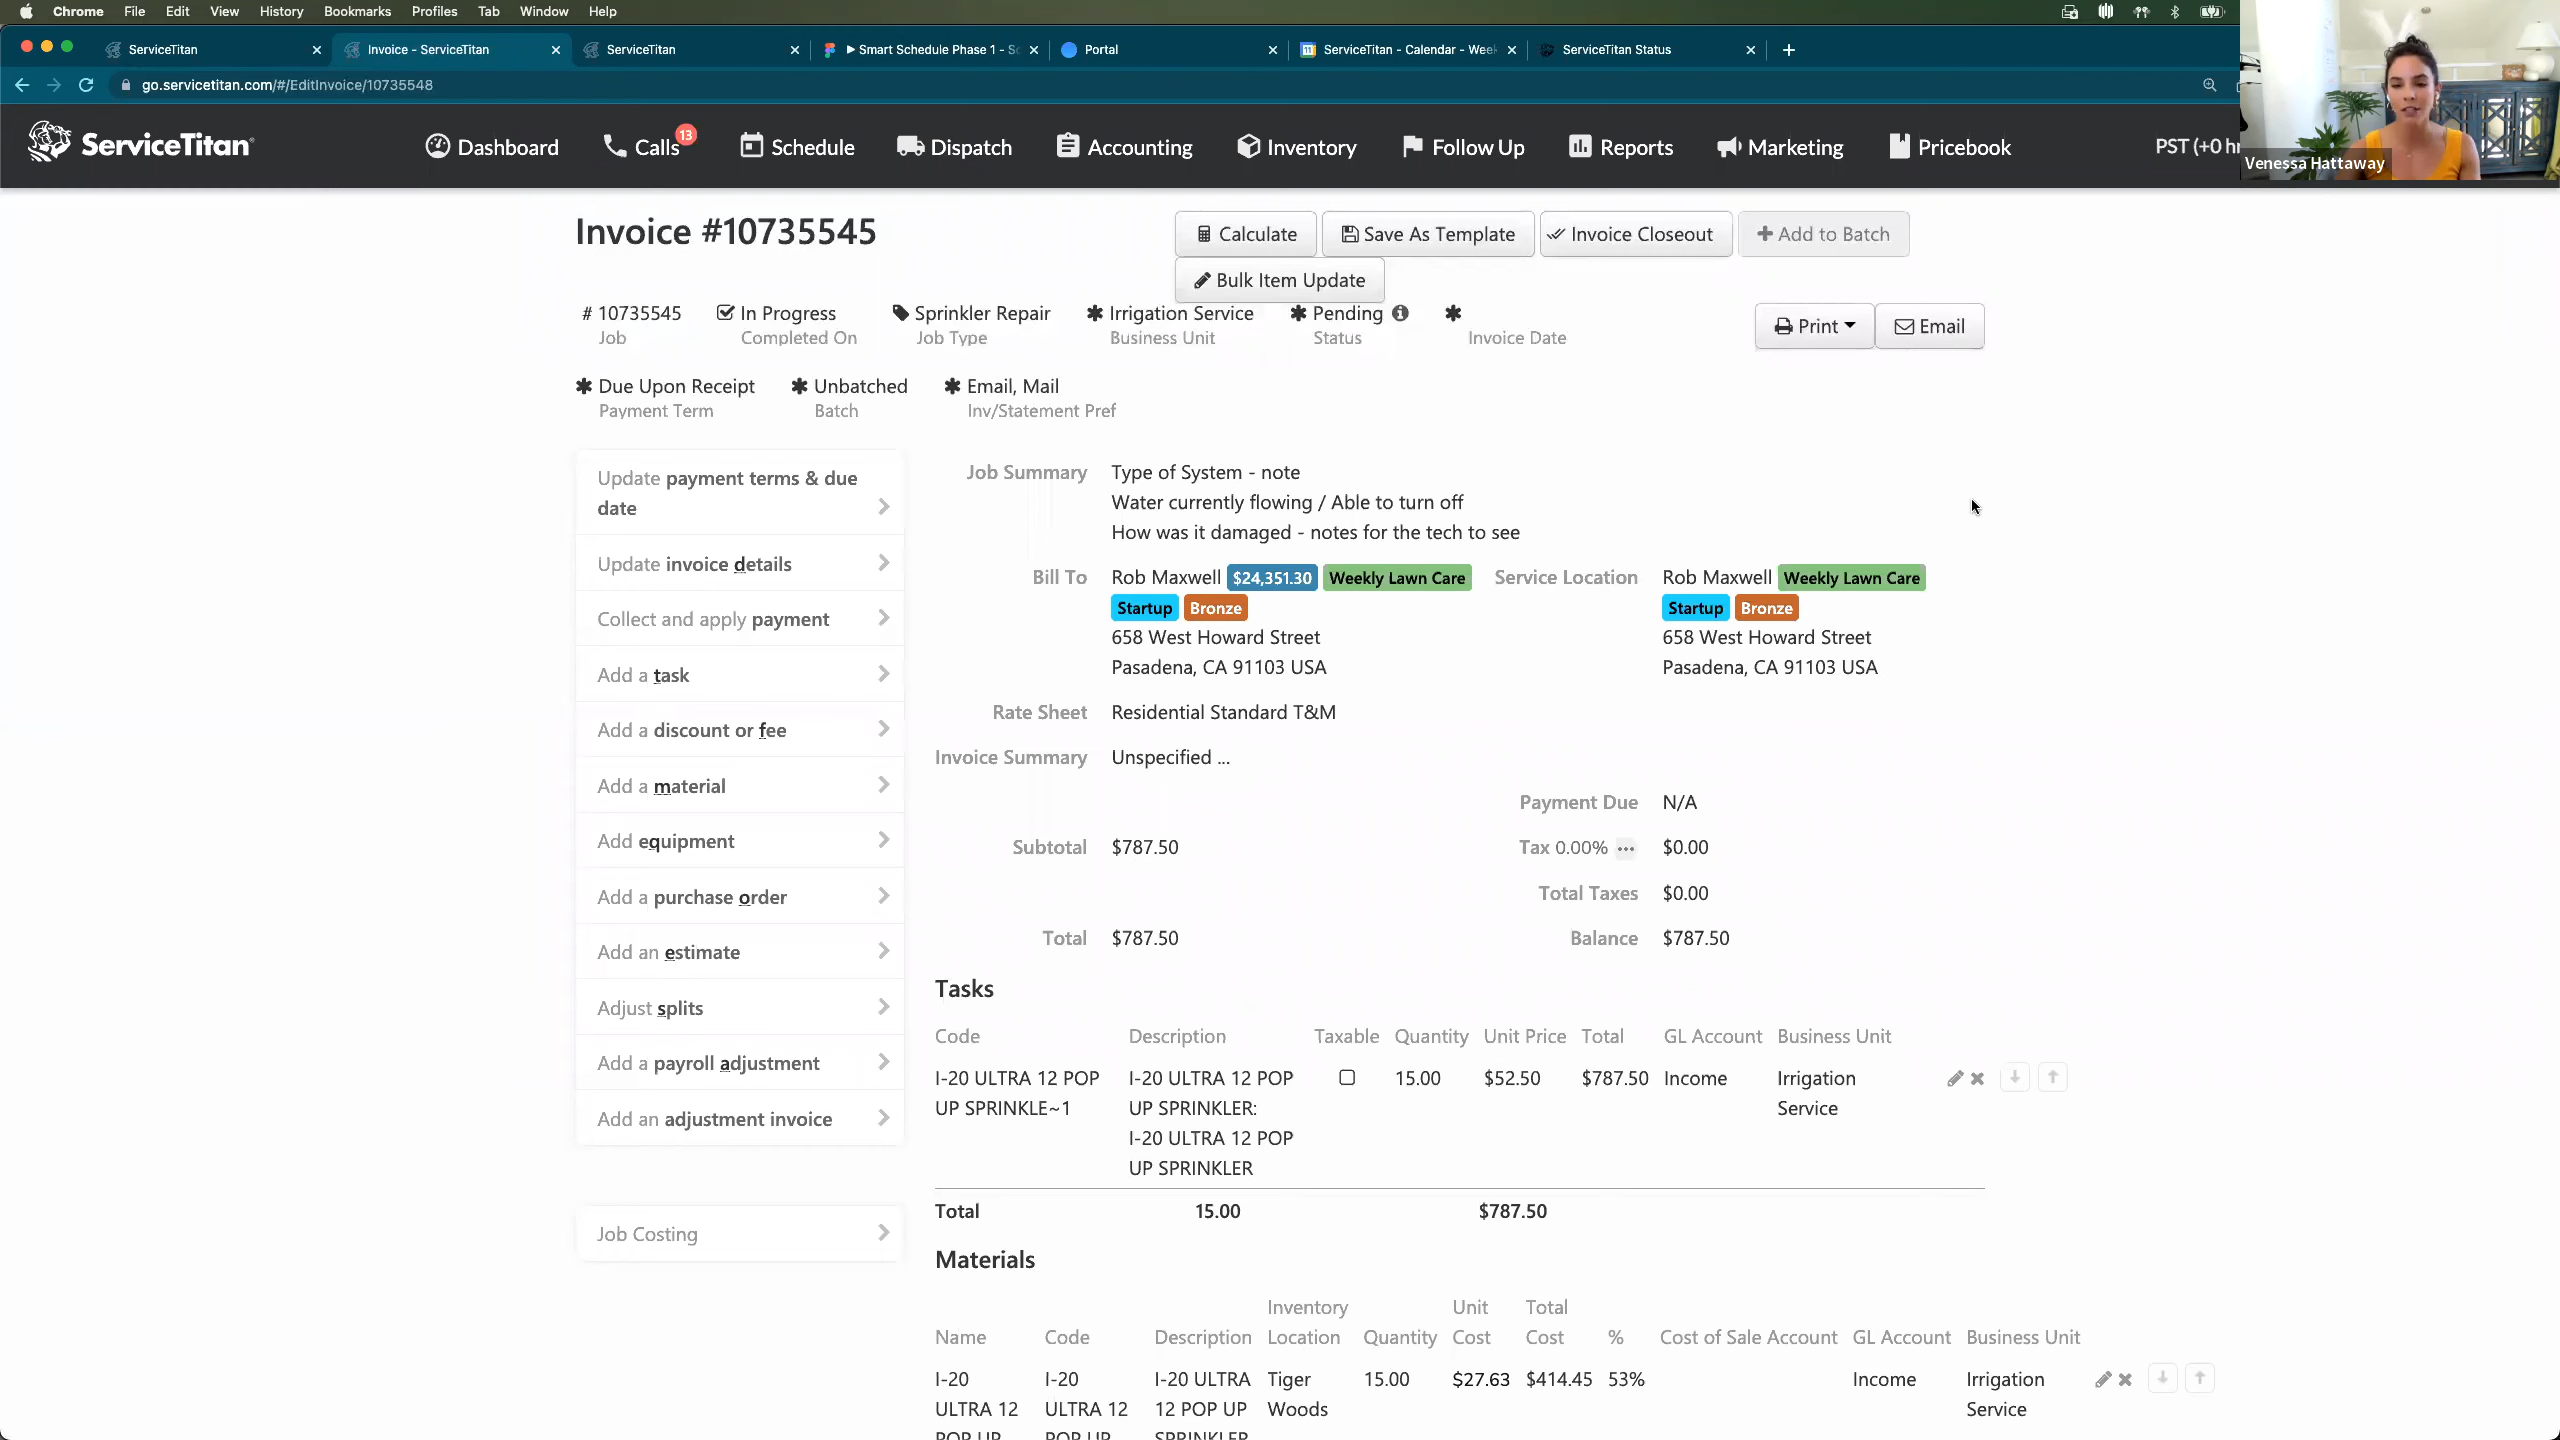 Chrome File Edit View History Bookmarks Profiles Tab Window Help
ServiceTitan Invoice - ServiceTitan ServiceTitan Smart Schedule Phase 1 - Sc Portal ServiceTitan - Calendar - Week ServiceTitan Status
go.servicetitan.com/#/EditInvoice/10735548
ServiceTitan Dashboard Calls 13 Schedule Dispatch Accounting Inventory Follow Up Reports Marketing Pricebook PST (+0 hr
Venessa Hattaway
Invoice #10735545
Calculate Save As Template Invoice Closeout + Add to Batch
Bulk Item Update
# 10735545 In Progress Sprinkler Repair Irrigation Service Pending
Job Completed On Job Type Business Unit Status Invoice Date
Print Email
Due Upon Receipt Unbatched Email, Mail
Payment Term Batch Inv/Statement Pref
Update payment terms & due
date
Update invoice details
Collect and apply payment
Add a task
Add a discount or fee
Add a material
Add equipment
Add a purchase order
Add an estimate
Adjust splits
Add a payroll adjustment
Add an adjustment invoice
Job Costing
Job Summary Type of System - note
Water currently flowing / Able to turn off
How was it damaged - notes for the tech to see
Bill To Rob Maxwell $24,351.30 Weekly Lawn Care Service Location Rob Maxwell Weekly Lawn Care
Startup Bronze Startup Bronze
658 West Howard Street 658 West Howard Street
Pasadena, CA 91103 USA Pasadena, CA 91103 USA
Rate Sheet Residential Standard T&M
Invoice Summary Unspecified ...
Payment Due N/A
Subtotal $787.50 Tax 0.00% ••• $0.00
Total Taxes $0.00
Total $787.50 Balance $787.50
Tasks
Code Description Taxable Quantity Unit Price Total GL Account Business Unit
I-20 ULTRA 12 POP I-20 ULTRA 12 POP 15.00 $52.50 $787.50 Income Irrigation
UP SPRINKLE~1 UP SPRINKLER: Service
I-20 ULTRA 12 POP
UP SPRINKLER
Total 15.00 $787.50
Materials
Inventory Unit Total
Name Code Description Location Quantity Cost Cost % Cost of Sale Account GL Account Business Unit
I-20 I-20 I-20 ULTRA Tiger 15.00 $27.63 $414.45 53% Income Irrigation
ULTRA 12 ULTRA 12 12 POP UP Woods Service
POP UP POP UP SPRINKLER